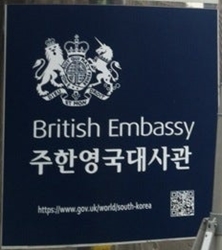 British Embassy
주한영국대사관
https://www.gov.uk/world/south-korea